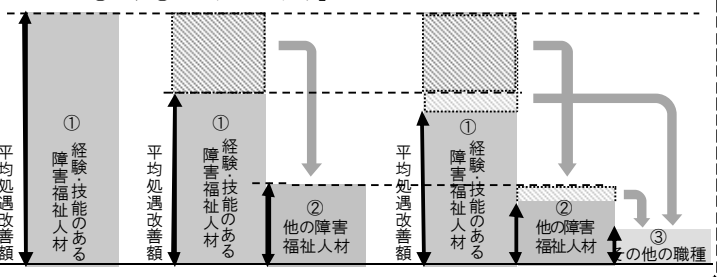 平均処遇改善額
①
経験・技能のある
障害福祉人材
平均処遇改善額
①
経験・技能のある
障害福祉人材
②
他の障害
福祉人材
平均処遇改善額
①
経験・技能のある
障害福祉人材
②
他の障害
福祉人材
③
その他の職種